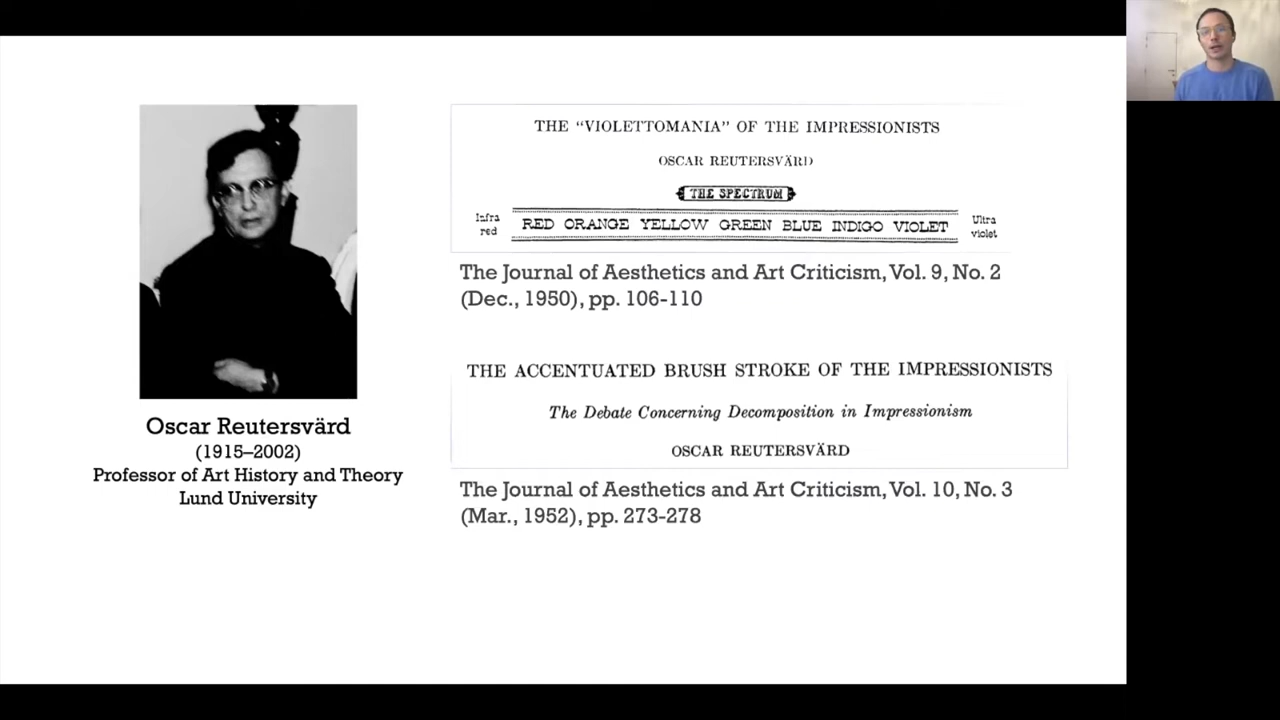 Oscar Reutersvärd
(1915–2002)
Professor of Art History and Theory
Lund University
THE “VIOLETTOMANIA” OF THE IMPRESSIONISTS
OSCAR REUTERSVÄRD
THE SPECTRUM
Infra
red
RED ORANGE YELLOW GREEN BLUE INDIGO VIOLET
Ultra
violet
The Journal of Aesthetics and Art Criticism, Vol. 9, No. 2
(Dec., 1950), pp. 106-110
THE ACCENTUATED BRUSH STROKE OF THE IMPRESSIONISTS
The Debate Concerning Decomposition in Impressionism
OSCAR REUTERSVÄRD
The Journal of Aesthetics and Art Criticism, Vol. 10, No. 3
(Mar., 1952), pp. 273-278